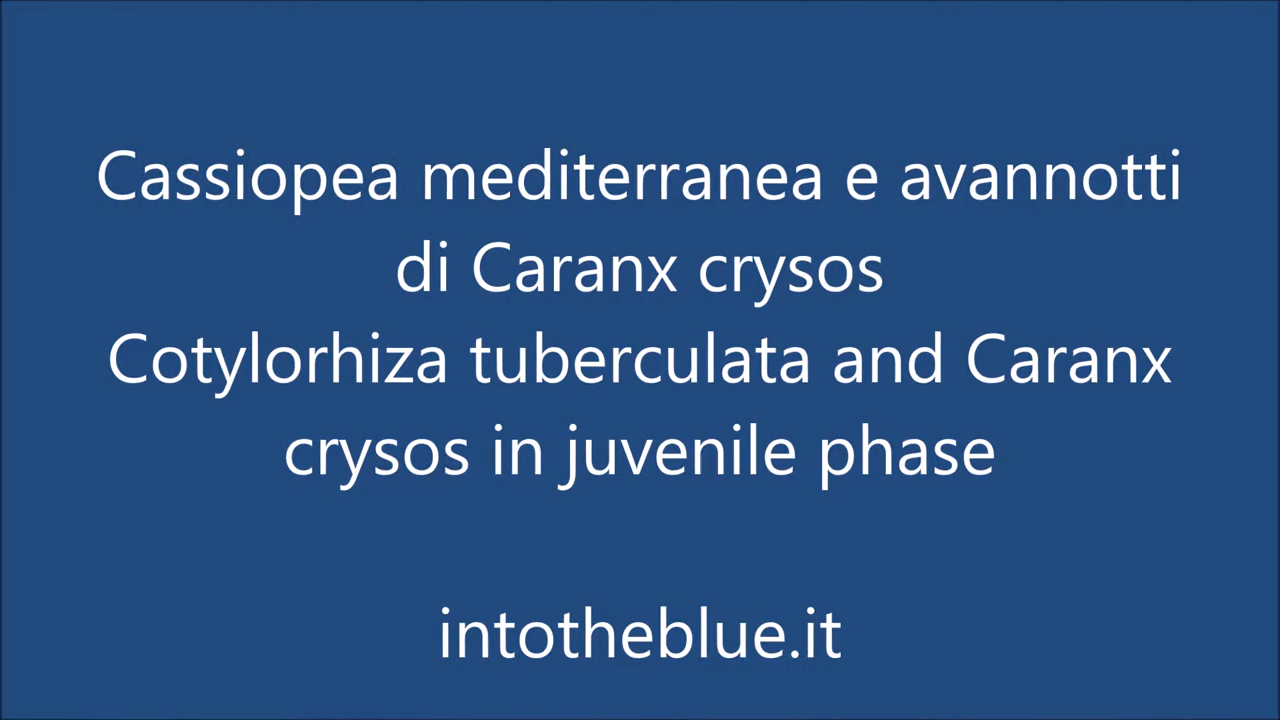 Cassiopea mediterranea e avannotti
di Caranx crysos
Cotylorhiza tuberculata and Caranx
crysos in juvenile phase
intotheblue.it